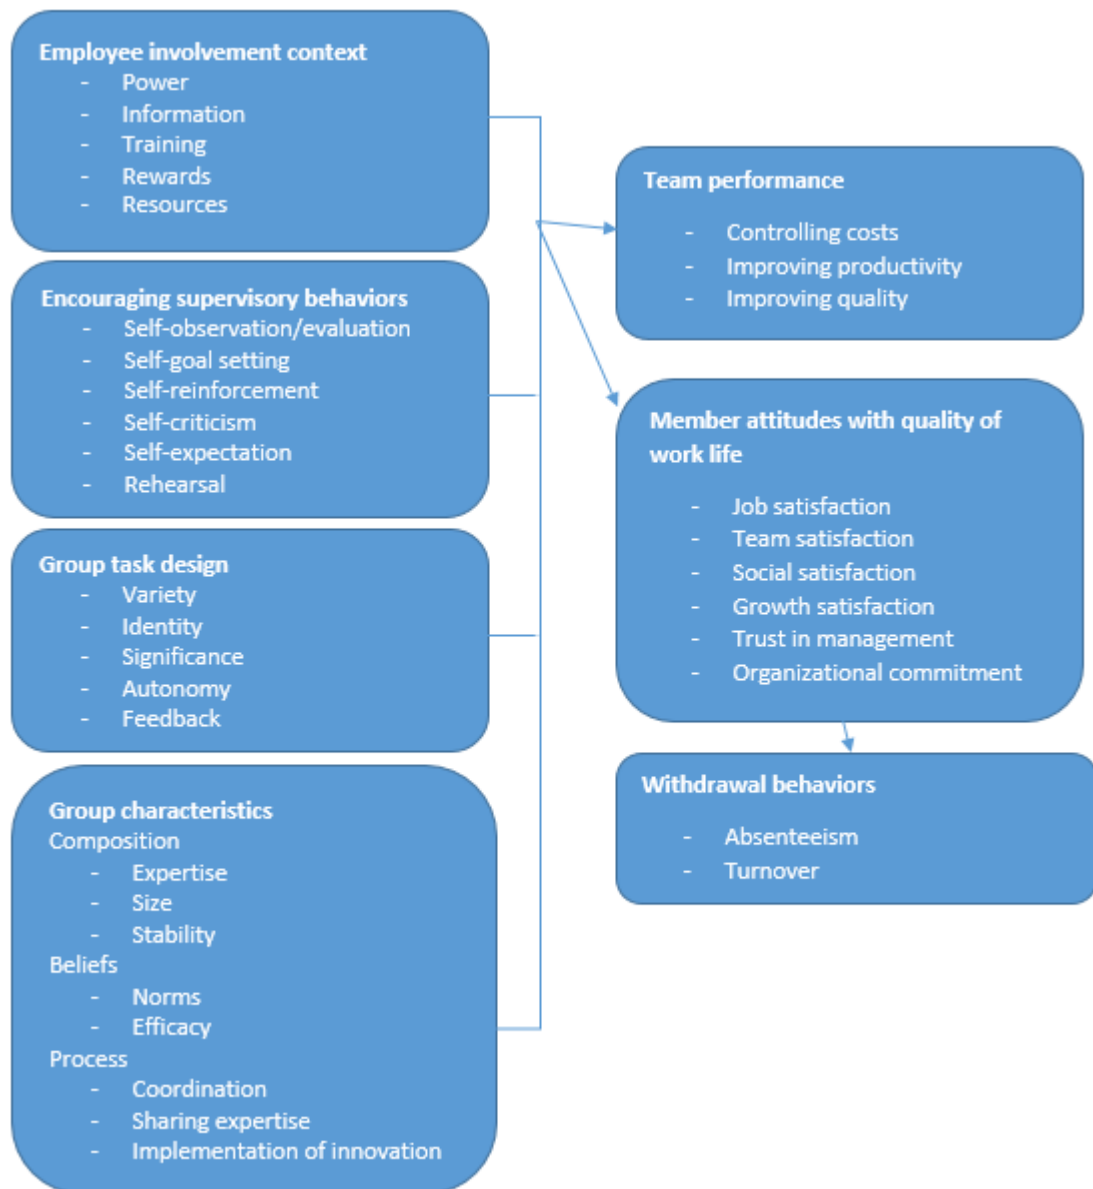 Employee involvement context
- Power
- Information
- Training
- Rewards
- Resources
Encouraging supervisory behaviors
- Self-observation/evaluation
- Self-goal setting
- Self-reinforcement
- Self-criticism
- Self-expectation
- Rehearsal
Group task design
- Variety
- Identity
- Significance
- Autonomy
- Feedback
Group characteristics
Composition
- Expertise
- Size
- Stability
Beliefs
- Norms
- Efficacy
Process
- Coordination
- Sharing expertise
- Implementation of innovation
Team performance
- Controlling costs
- Improving productivity
- Improving quality
Member attitudes with quality of
work life
- Job satisfaction
- Team satisfaction
- Social satisfaction
- Growth satisfaction
- Trust in management
- Organizational commitment
Withdrawal behaviors
- Absenteeism
- Turnover